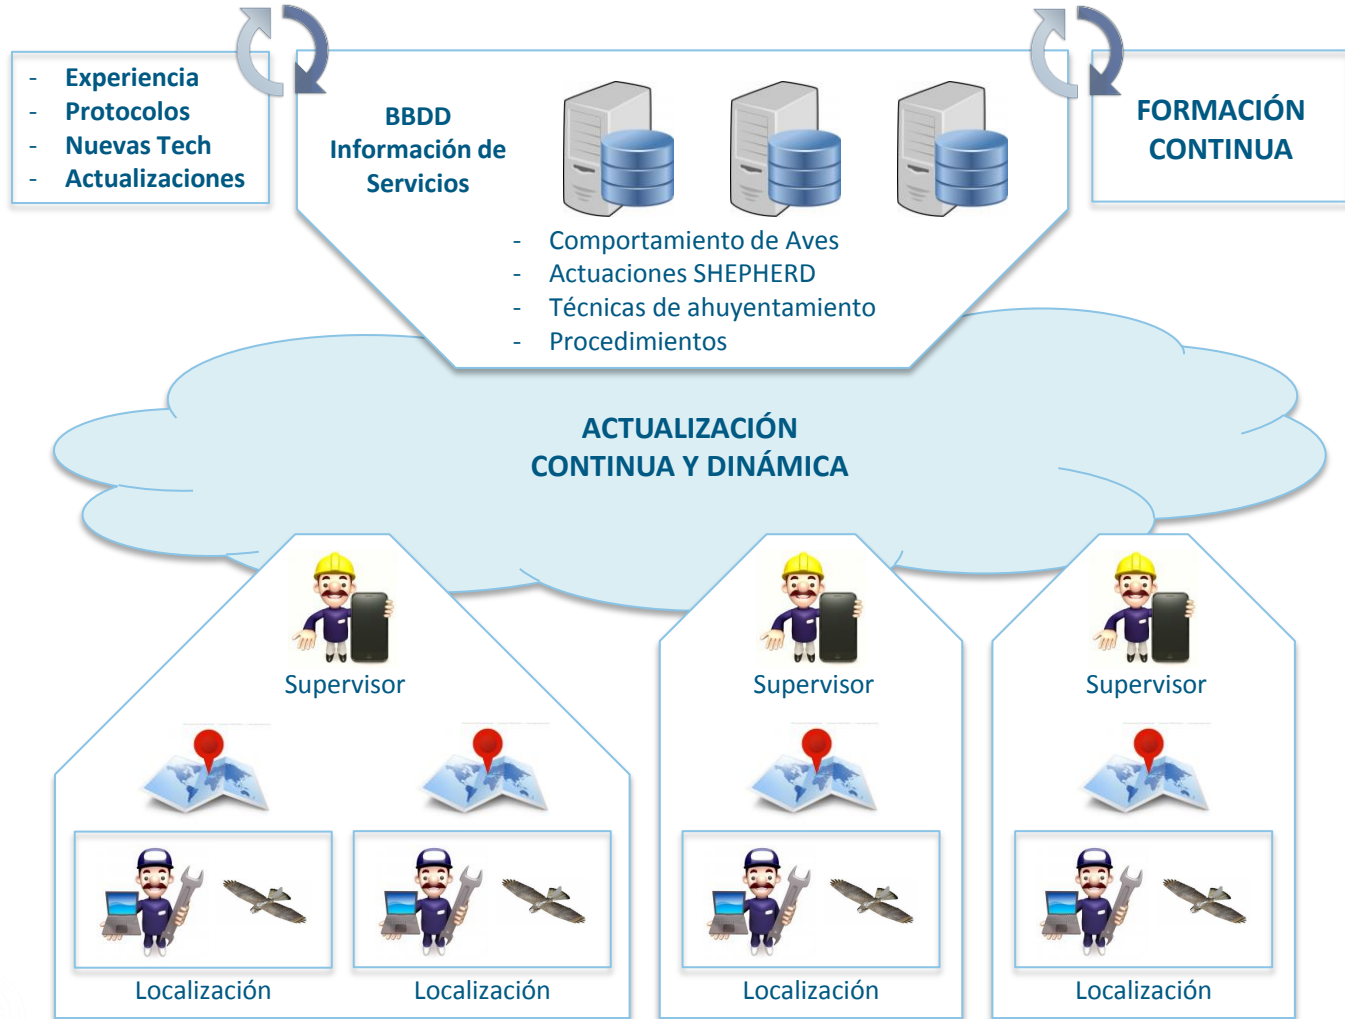 - Experiencia
- Protocolos
- Nuevas Tech
- Actualizaciones
BBDD
Información de
Servicios
- Comportamiento de Aves
- Actuaciones SHEPHERD
- Técnicas de ahuyentamiento
- Procedimientos
FORMACIÓN
CONTINUA
ACTUALIZACIÓN
CONTINUA Y DINÁMICA
Supervisor
Supervisor
Supervisor
Localización
Localización
Localización
Localización